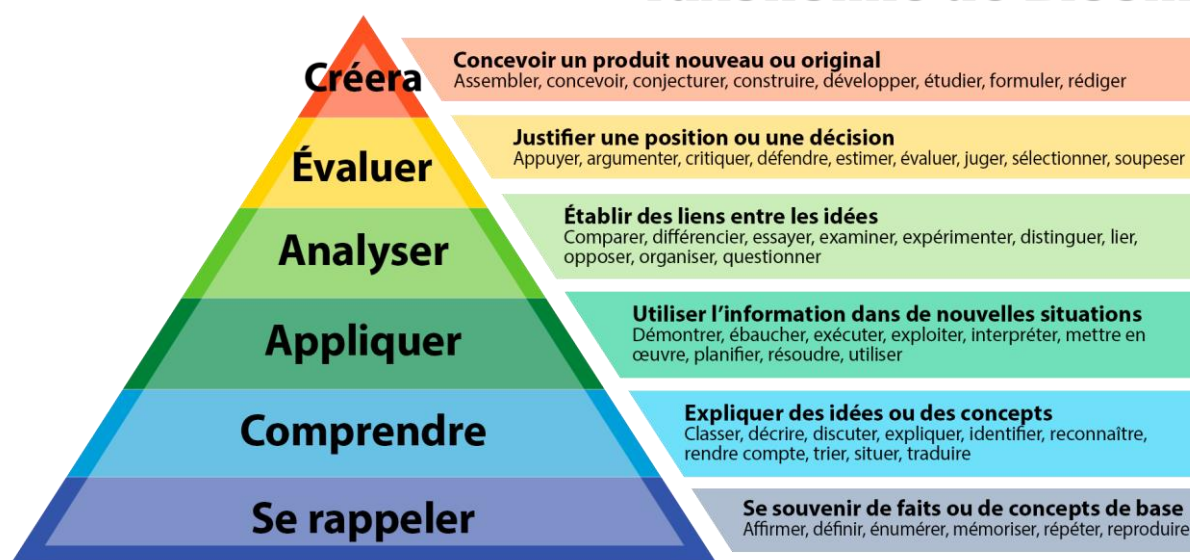 Créera
Concevoir un produit nouveau ou original
Assembler, concevoir, conjecturer, construire, développer, étudier, formuler, rédiger
Évaluer
Justifier une position ou une décision
Appuyer, argumenter, critiquer, défendre, estimer, évaluer, juger, sélectionner, soupeser
Analyser
Établir des liens entre les idées
Comparer, différencier, essayer, examiner, expérimenter, distinguer, lier,
opposer, organiser, questionner
Appliquer
Utiliser l’information dans de nouvelles situations
Démontrer, ébaucher, exécuter, exploiter, interpréter, mettre en
œuvre, planifier, résoudre, utiliser
Comprendre
Expliquer des idées ou des concepts
Classer, décrire, discuter, expliquer, identifier, reconnaître,
rendre compte, trier, situer, traduire
Se rappeler
Se souvenir de faits ou de concepts de base
Affirmer, définir, énumérer, mémoriser, répéter, reproduire